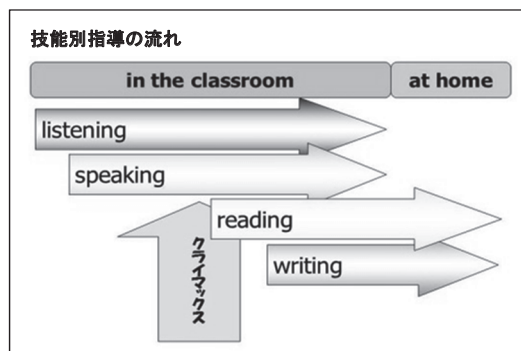 技能別指導の流れ
in the classroom
at home
listening
speaking
reading
writing
クライマックス